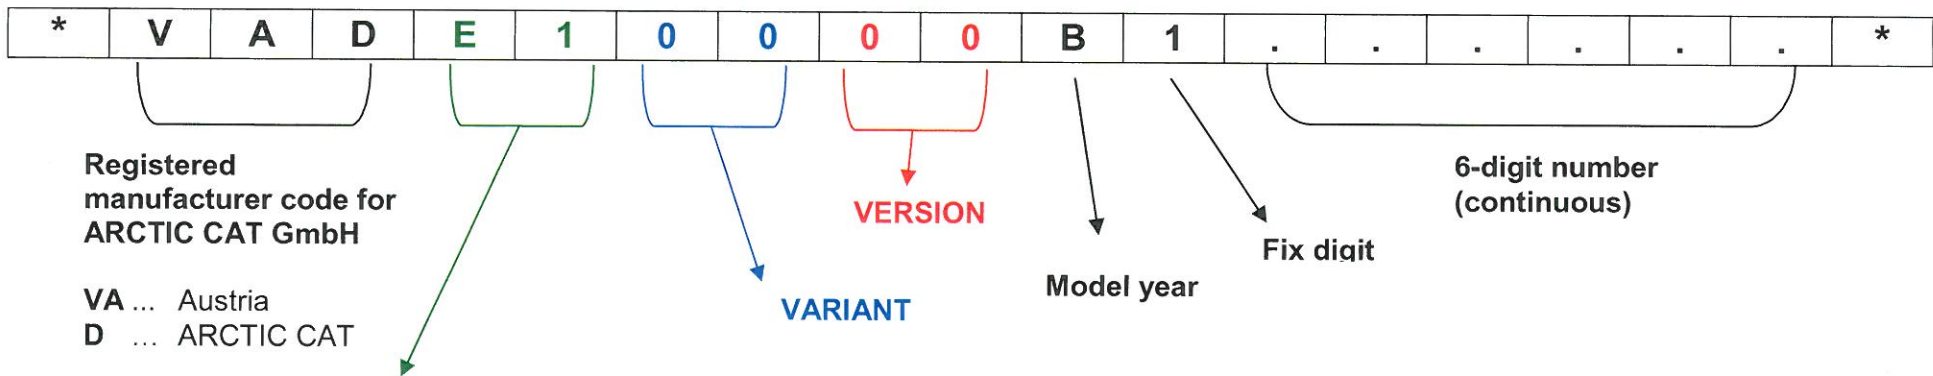 * V A D E 1 0 0 0 0 B 1 . . . . . . *
Registered
manufacturer code for
ARCTIC CAT GmbH
VA ... Austria
D ... ARCTIC CAT
VARIANT
VERSION
Model year
Fix digit
6-digit number
(continuous)